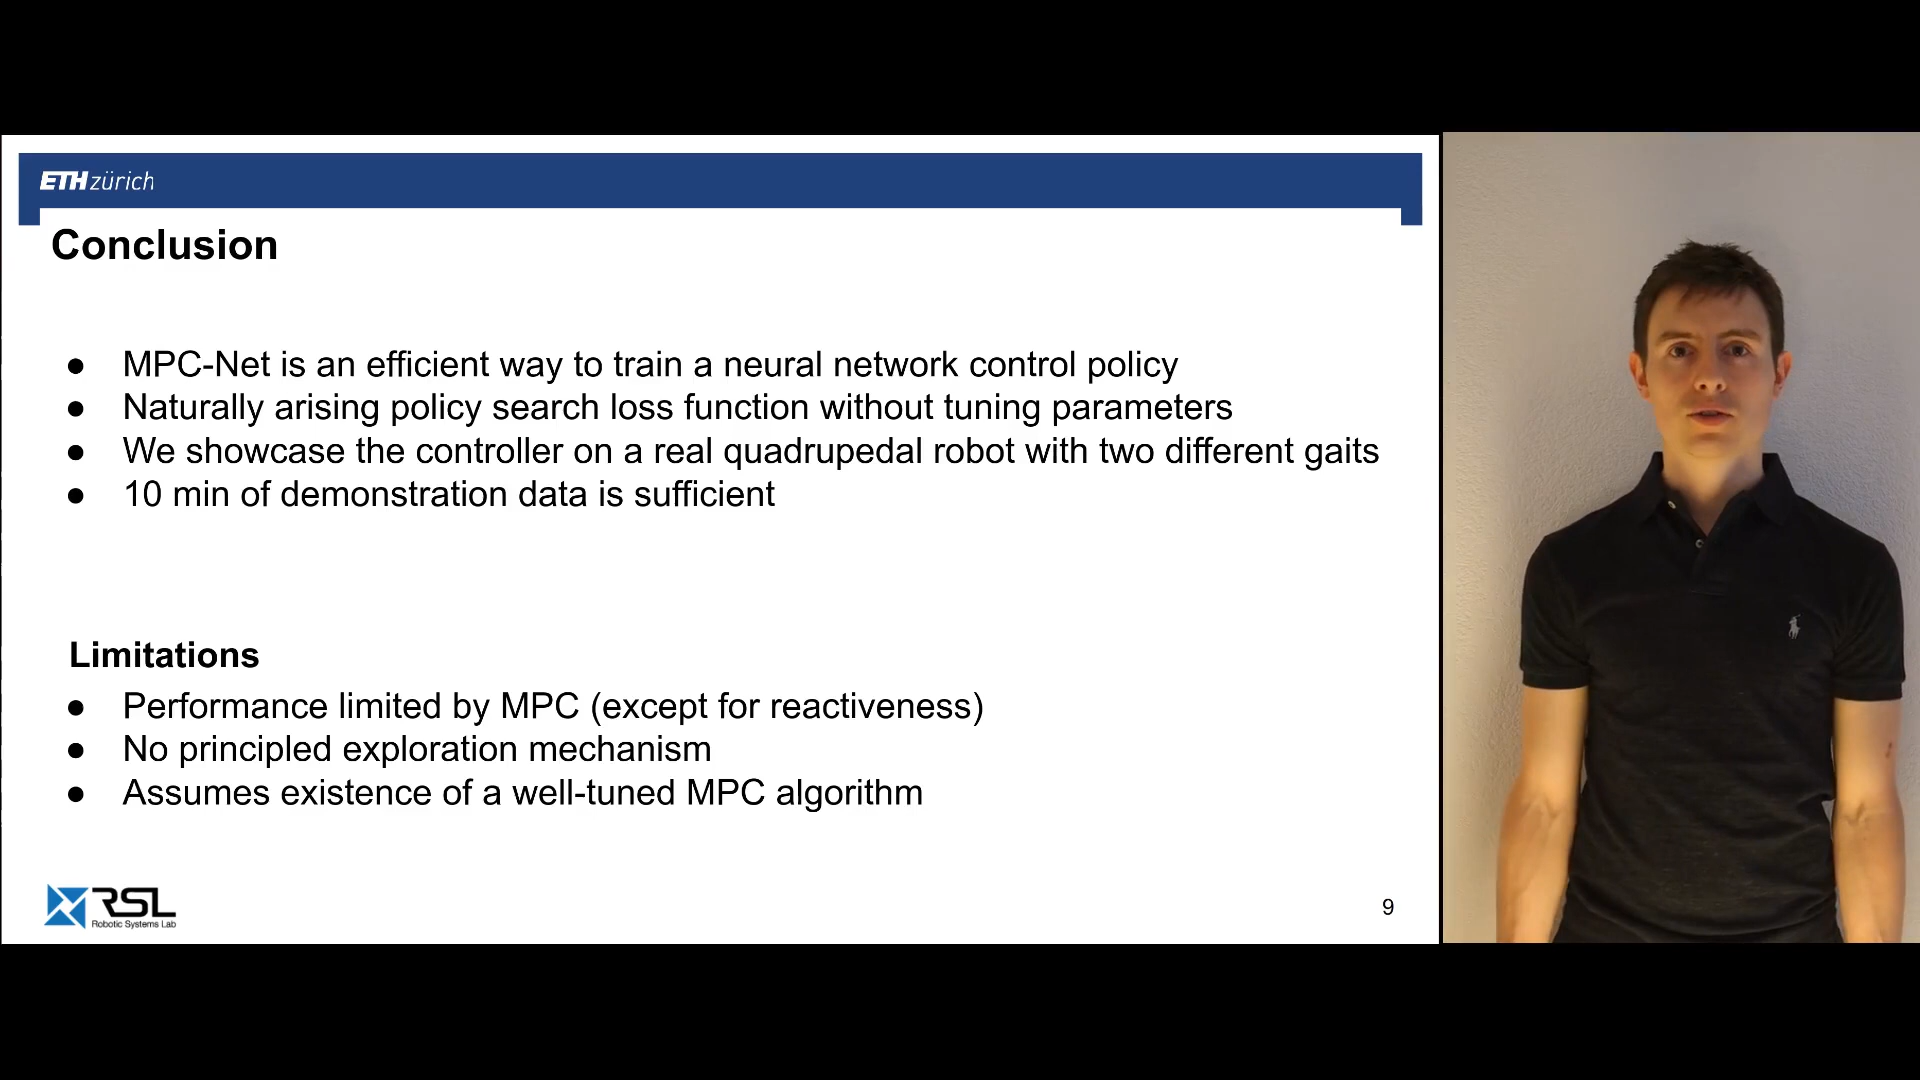 ETH zürich
Conclusion
● MPC-Net is an efficient way to train a neural network control policy
● Naturally arising policy search loss function without tuning parameters
● We showcase the controller on a real quadrupedal robot with two different gaits
● 10 min of demonstration data is sufficient
Limitations
● Performance limited by MPC (except for reactiveness)
● No principled exploration mechanism
● Assumes existence of a well-tuned MPC algorithm
RSL
Robotic Systems Lab
9